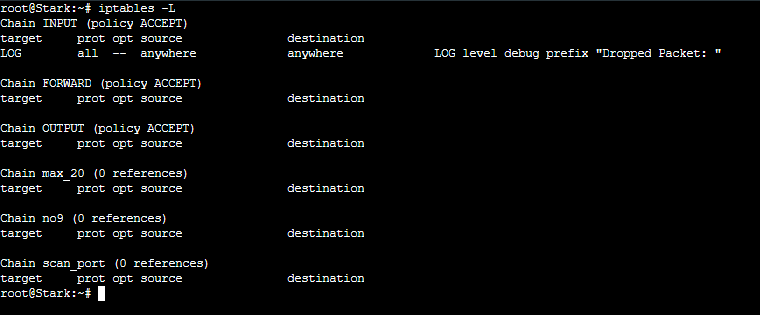 root@Stark:~# iptables -L
Chain INPUT (policy ACCEPT)
target     prot opt source               destination
LOG        all  --  anywhere             anywhere             LOG level debug prefix "Dropped Packet: "

Chain FORWARD (policy ACCEPT)
target     prot opt source               destination

Chain OUTPUT (policy ACCEPT)
target     prot opt source               destination

Chain max_20 (0 references)
target     prot opt source               destination

Chain no9 (0 references)
target     prot opt source               destination

Chain scan_port (0 references)
target     prot opt source               destination
root@Stark:~#